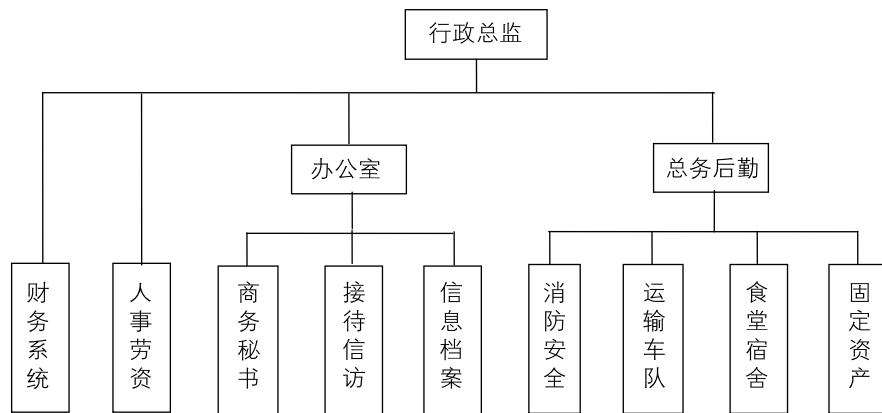 行政总监
办公室
总务后勤
财务系统
人事劳资
商务秘书
接待信访
信息档案
消防安全
运输车队
食堂宿舍
固定资产